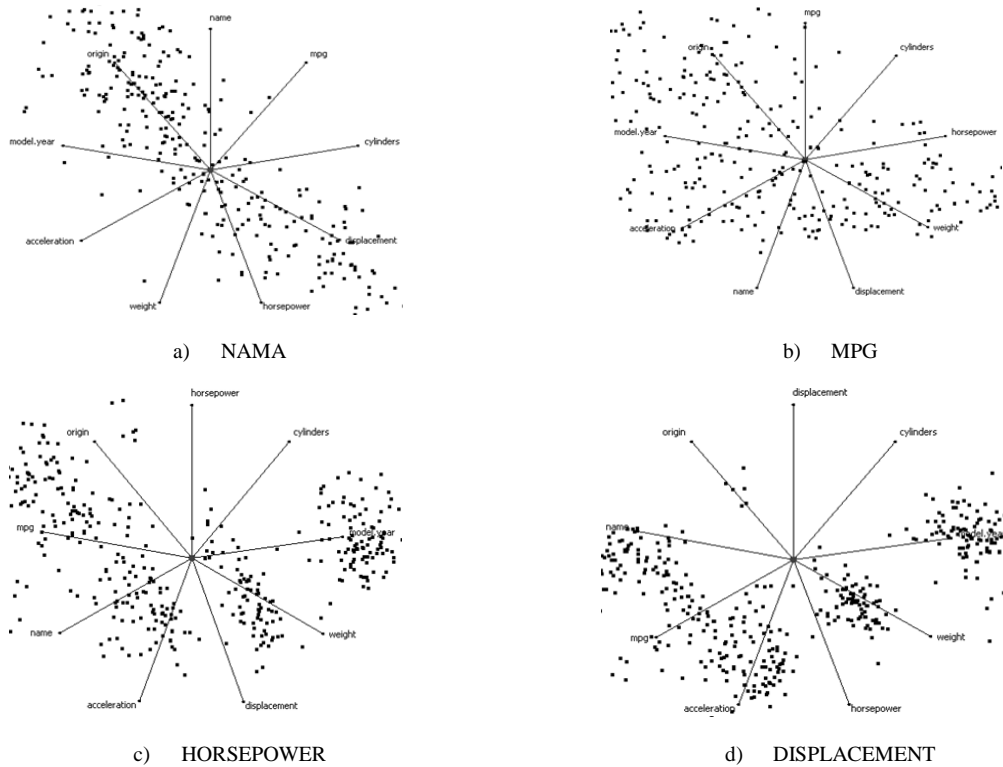 name
origin
mpg
model.year
cylinders
acceleration
displacement
weight
horsepower
a) NAMA
mpg
origin
cylinders
model.year
horsepower
acceleration
weight
name
displacement
b) MPG
horsepower
origin
cylinders
mpg
model.year
name
weight
acceleration
displacement
c) HORSEPOWER
displacement
origin
cylinders
name
model.year
mpg
weight
acceleration
horsepower
d) DISPLACEMENT